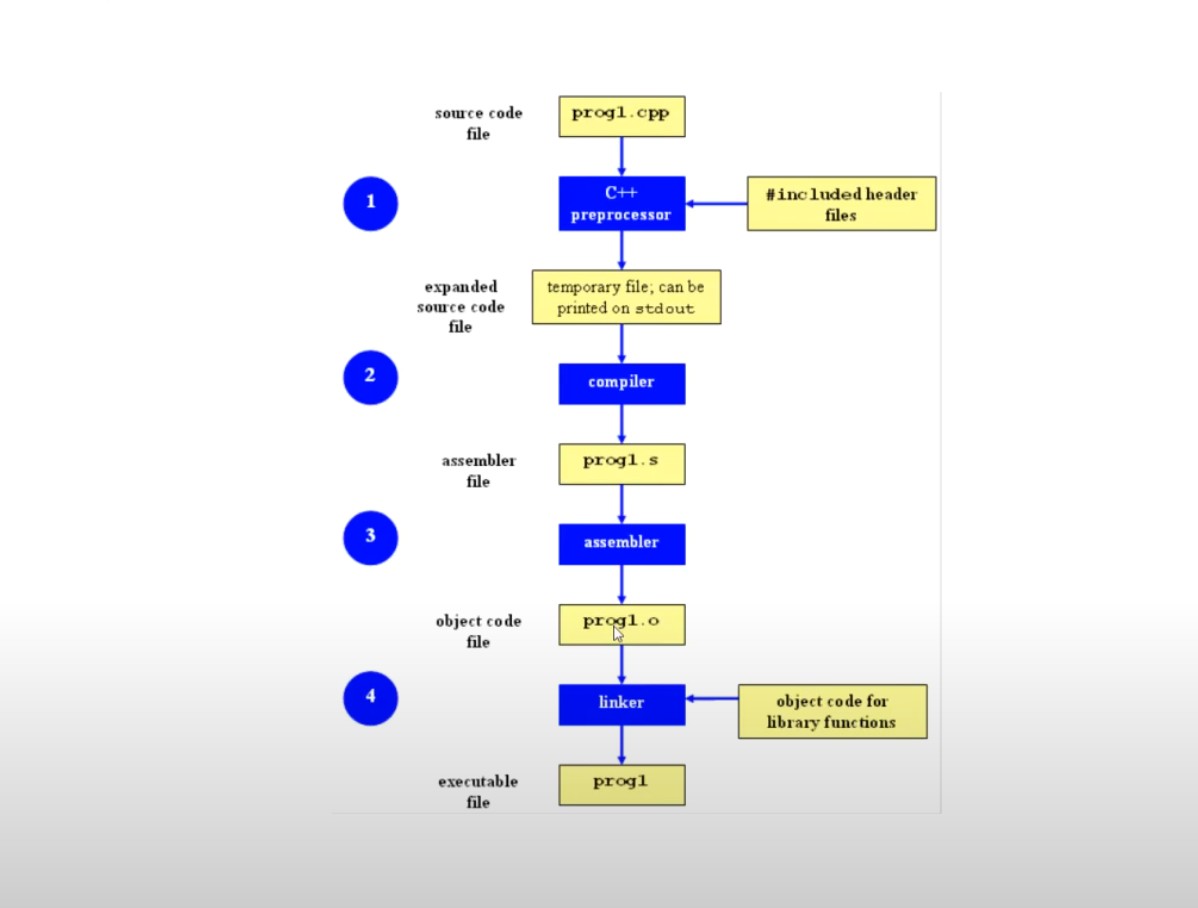 source code
file
prog1.cpp
1
C++
preprocessor
#included header
files
expanded
source code
file
temporary file; can be
printed on stdout
2
compiler
assembler
file
prog1.s
3
assembler
object code
file
prog1.o
4
linker
object code for
library functions
executable
file
prog1